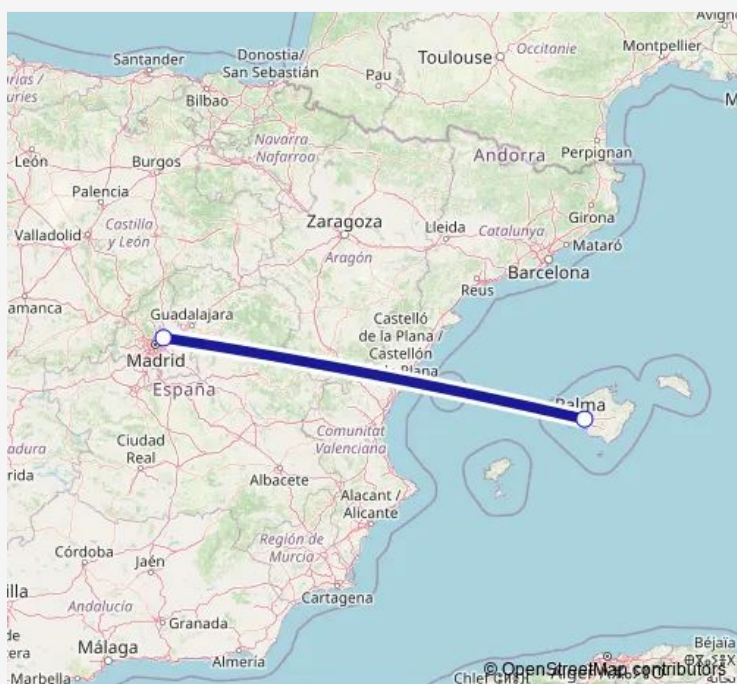 Avign
Toulouse
Occitanie
Montpellier
Santander
Donostia/
San Sebastián
Pau
Bilbao
Navarra
Nafarroa
León
Burgos
Andorra
Perpignan
Palencia
Castilla
y León
Zaragoza
Lleida
Catalunya
Girona
Valladolid
Aragón
Mataró
Barcelona
Reus
amanca
Guadalajara
Castelló
de la Plana /
Castellón
Plana
Madrid
España
Palma
Ciudad
Real
Comunitat
Valenciana
Albacete
Alacant /
Alicante
Región de
Murcia
Córdoba
Jaén
Cartagena
Andalucía
Granada
Málaga
Almería
Marbella
Béjaïa
© OpenStreetMap contributors